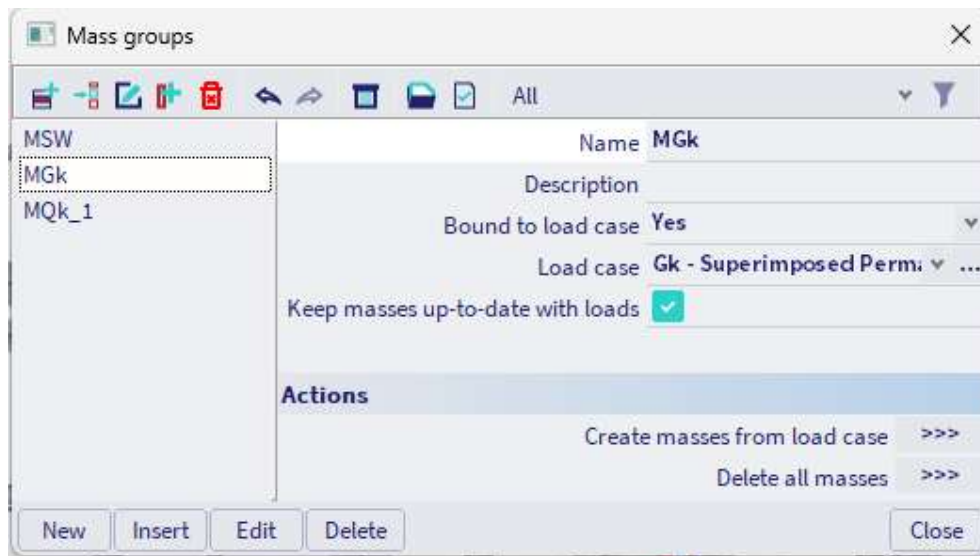 Mass groups
All
MSW
MGk
MQk_1
Name MGk
Description
Bound to load case Yes
Load case Gk - Superimposed Perm
Keep masses up-to-date with loads
Actions
Create masses from load case >>>
Delete all masses >>>
New Insert Edit Delete Close